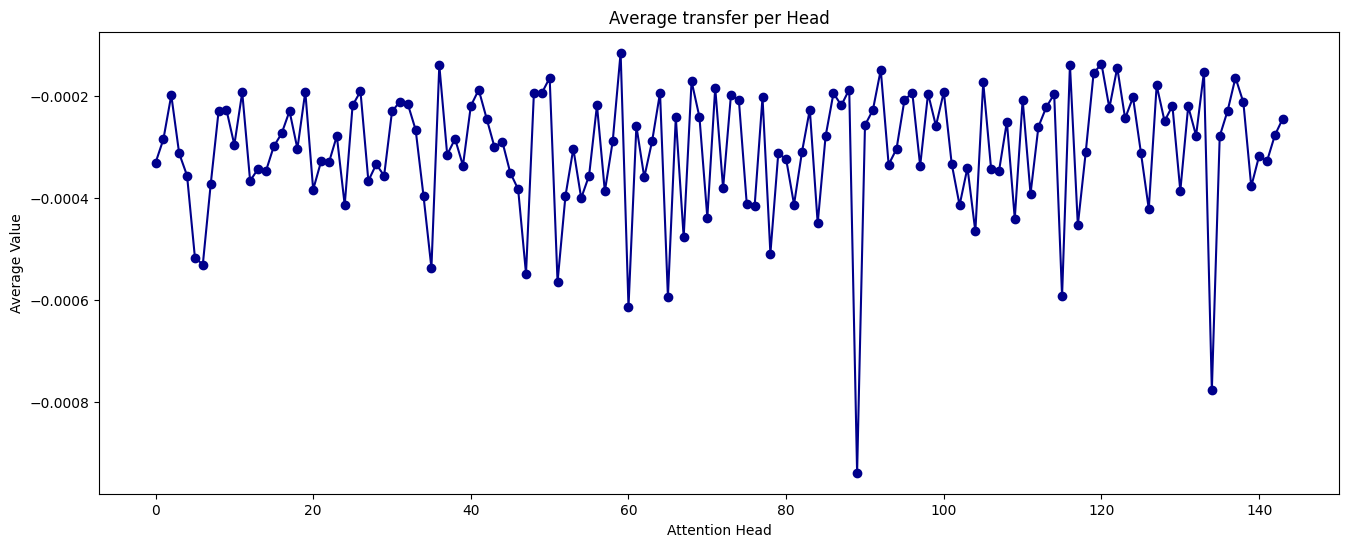 Average transfer per Head
−0.0002
−0.0004
−0.0006
−0.0008
Average Value
0 20 40 60 80 100 120 140
Attention Head